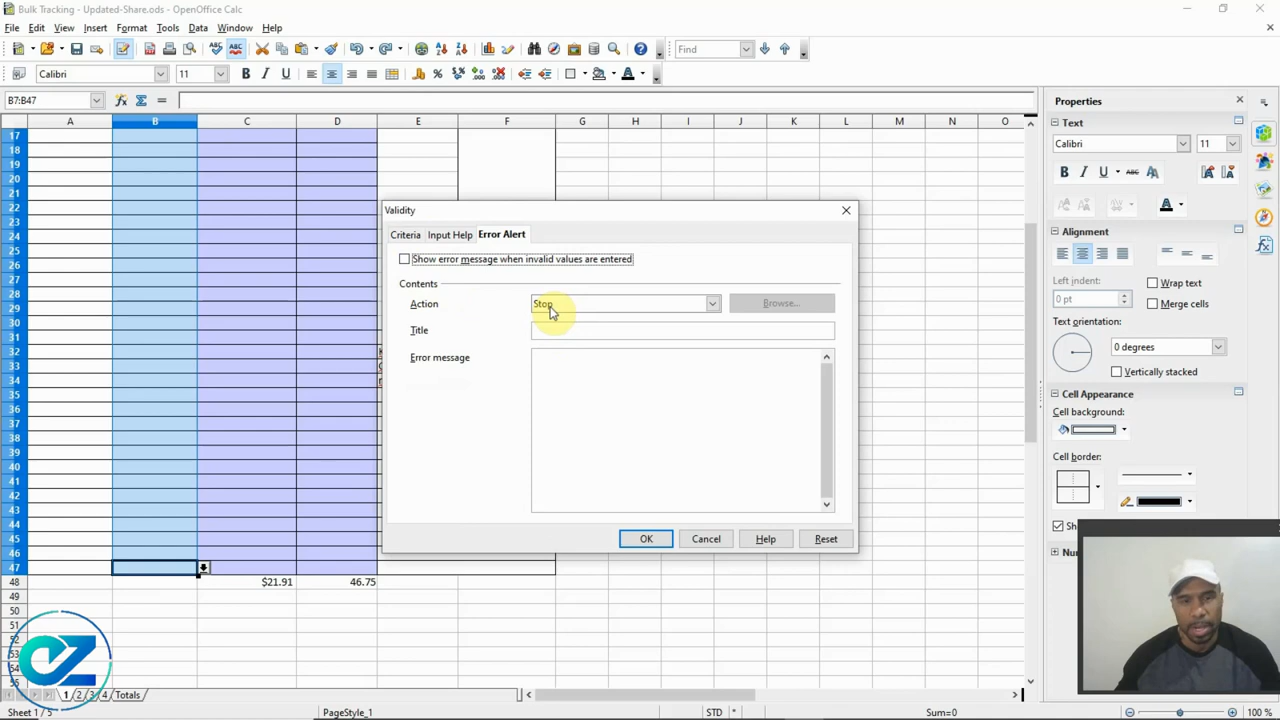 Bulk Tracking - Updated-Share.ods - OpenOffice Calc
File Edit View Insert Format Tools Data Window Help
Find
Calibri 11 B I U
B7:B47
A B C D E F G H I J K L M N O
17
18
19
20
21
22
23
24
25
26
27
28
29
30
31
32
33
34
35
36
37
38
39
40
41
42
43
44
45
46
47
48 $21.91 46.75
49
50
51
52
53
54
55
Validity
Criteria Input Help Error Alert
Show error message when invalid values are entered
Contents
Action Stop Browse...
Title
Error message
OK Cancel Help Reset
Properties
Text
Calibri 11
B I U ABC
Alignment
Wrap text
0 pt Merge cells
Text orientation:
0 degrees
Vertically stacked
Cell Appearance
Cell background:
Cell border:
1 2 3 4 Totals
Sheet 1 / 5 PageStyle_1 STD * Sum=0 100 %